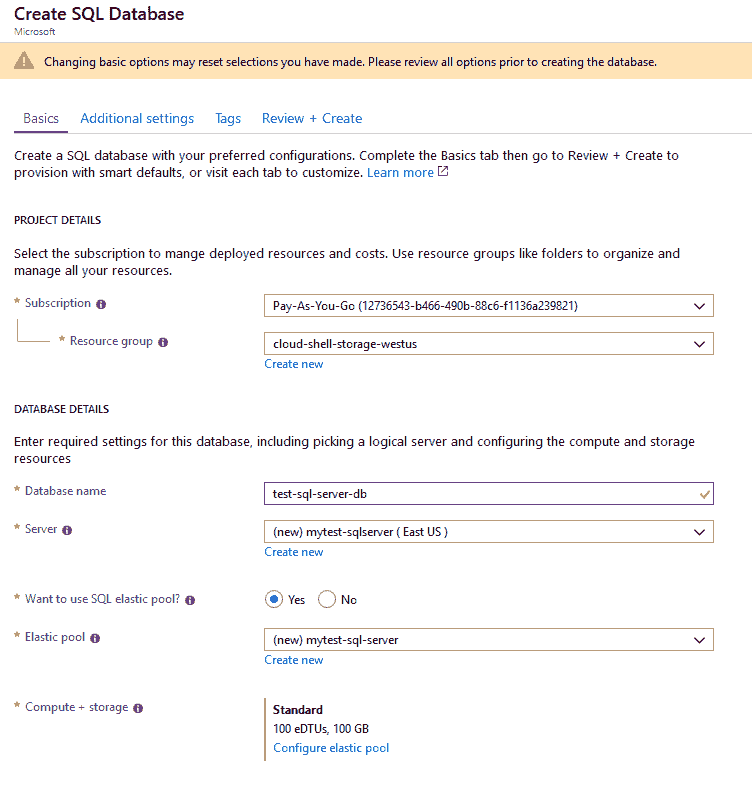 Create SQL Database
Microsoft
Changing basic options may reset selections you have made. Please review all options prior to creating the database.
Basics Additional settings Tags Review + Create
Create a SQL database with your preferred configurations. Complete the Basics tab then go to Review + Create to
provision with smart defaults, or visit each tab to customize. Learn more
PROJECT DETAILS
Select the subscription to mange deployed resources and costs. Use resource groups like folders to organize and
manage all your resources.
* Subscription Pay-As-You-Go (12736543-b466-490b-88c6-f1136a239821)
* Resource group cloud-shell-storage-westus
Create new
DATABASE DETAILS
Enter required settings for this database, including picking a logical server and configuring the compute and storage
resources
* Database name test-sql-server-db
* Server (new) mytest-sqlserver ( East US )
Create new
* Want to use SQL elastic pool? Yes No
* Elastic pool (new) mytest-sql-server
Create new
* Compute + storage Standard
100 eDTUs, 100 GB
Configure elastic pool